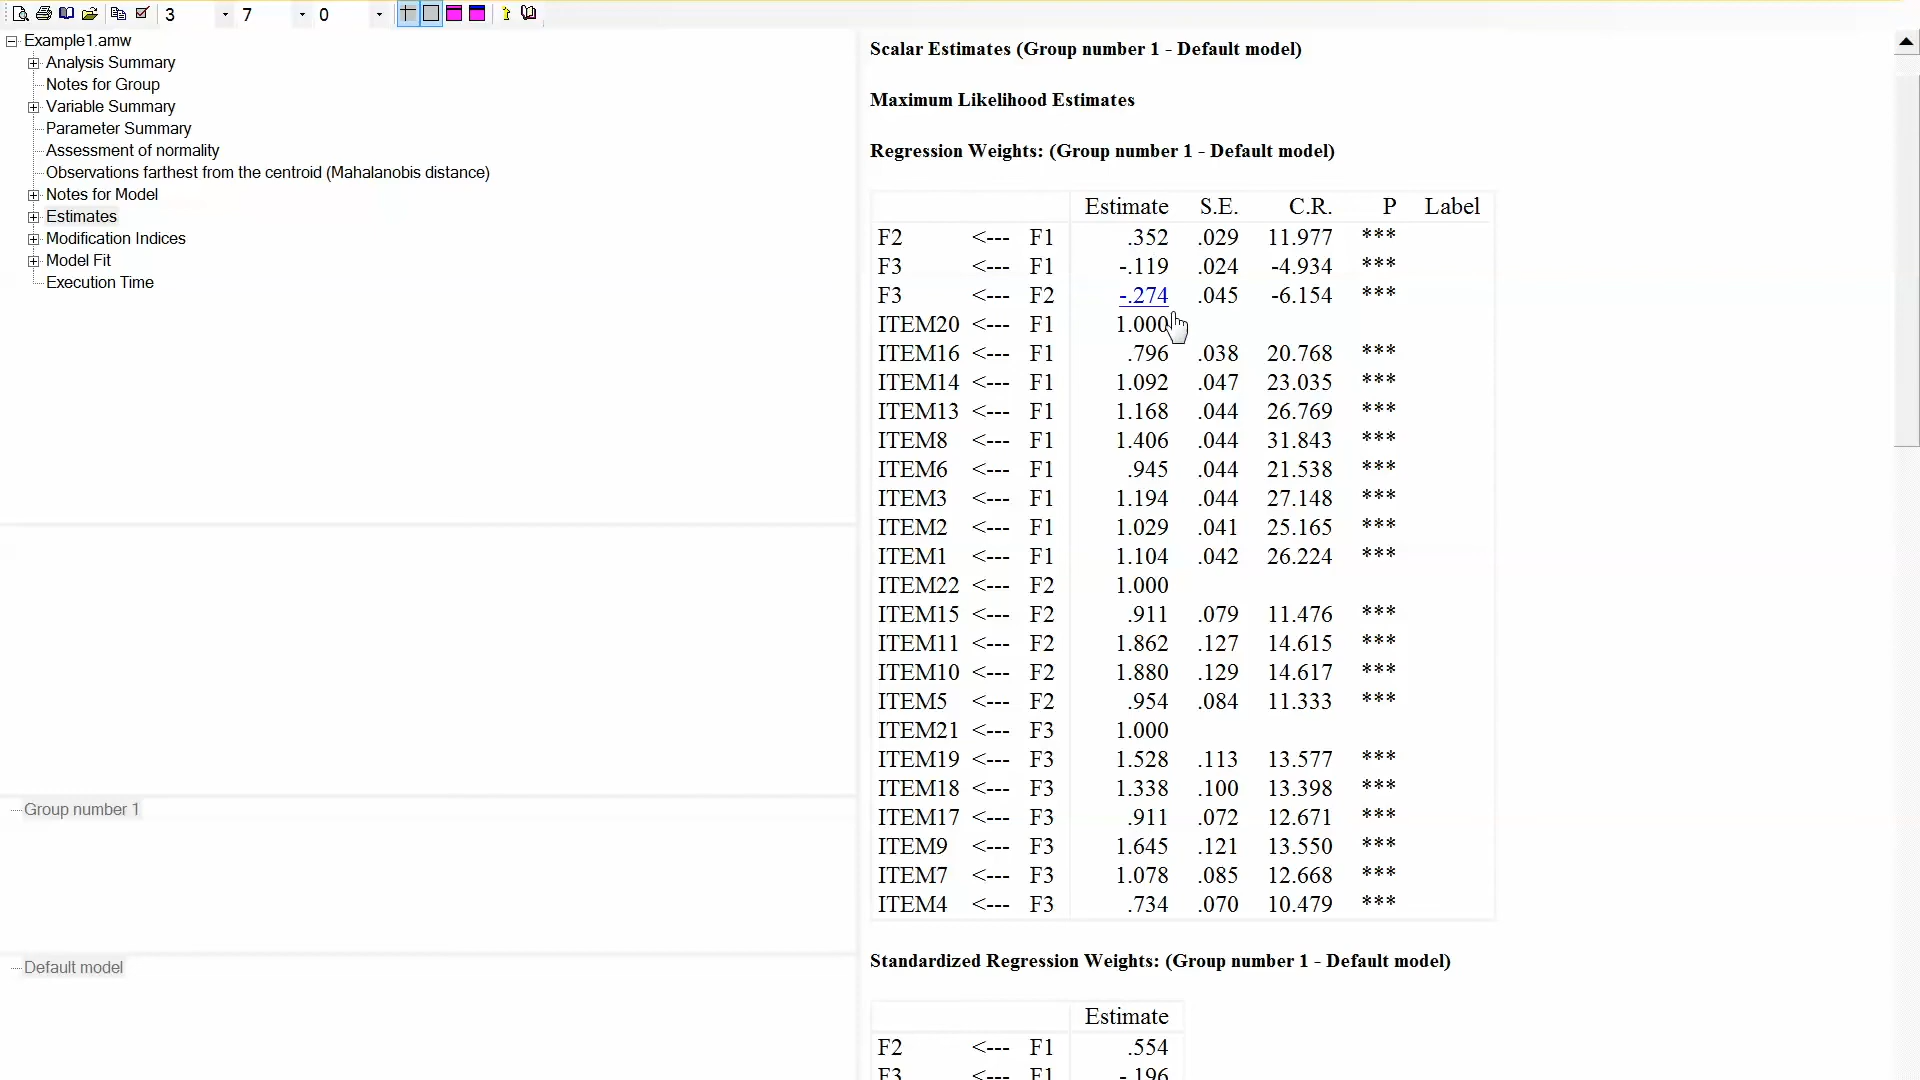 3 7 0
Example1.amw
Analysis Summary
Notes for Group
Variable Summary
Parameter Summary
Assessment of normality
Observations farthest from the centroid (Mahalanobis distance)
Notes for Model
Estimates
Modification Indices
Model Fit
Execution Time
Group number 1
Default model
Scalar Estimates (Group number 1 - Default model)
Maximum Likelihood Estimates
Regression Weights: (Group number 1 - Default model)
Estimate S.E. C.R. P Label
F2 <--- F1 .352 .029 11.977 ***
F3 <--- F1 -.119 .024 -4.934 ***
F3 <--- F2 -.274 .045 -6.154 ***
ITEM20 <--- F1 1.000
ITEM16 <--- F1 .796 .038 20.768 ***
ITEM14 <--- F1 1.092 .047 23.035 ***
ITEM13 <--- F1 1.168 .044 26.769 ***
ITEM8 <--- F1 1.406 .044 31.843 ***
ITEM6 <--- F1 .945 .044 21.538 ***
ITEM3 <--- F1 1.194 .044 27.148 ***
ITEM2 <--- F1 1.029 .041 25.165 ***
ITEM1 <--- F1 1.104 .042 26.224 ***
ITEM22 <--- F2 1.000
ITEM15 <--- F2 .911 .079 11.476 ***
ITEM11 <--- F2 1.862 .127 14.615 ***
ITEM10 <--- F2 1.880 .129 14.617 ***
ITEM5 <--- F2 .954 .084 11.333 ***
ITEM21 <--- F3 1.000
ITEM19 <--- F3 1.528 .113 13.577 ***
ITEM18 <--- F3 1.338 .100 13.398 ***
ITEM17 <--- F3 .911 .072 12.671 ***
ITEM9 <--- F3 1.645 .121 13.550 ***
ITEM7 <--- F3 1.078 .085 12.668 ***
ITEM4 <--- F3 .734 .070 10.479 ***
Standardized Regression Weights: (Group number 1 - Default model)
Estimate
F2 <--- F1 .554
F3 <--- F1 -.196